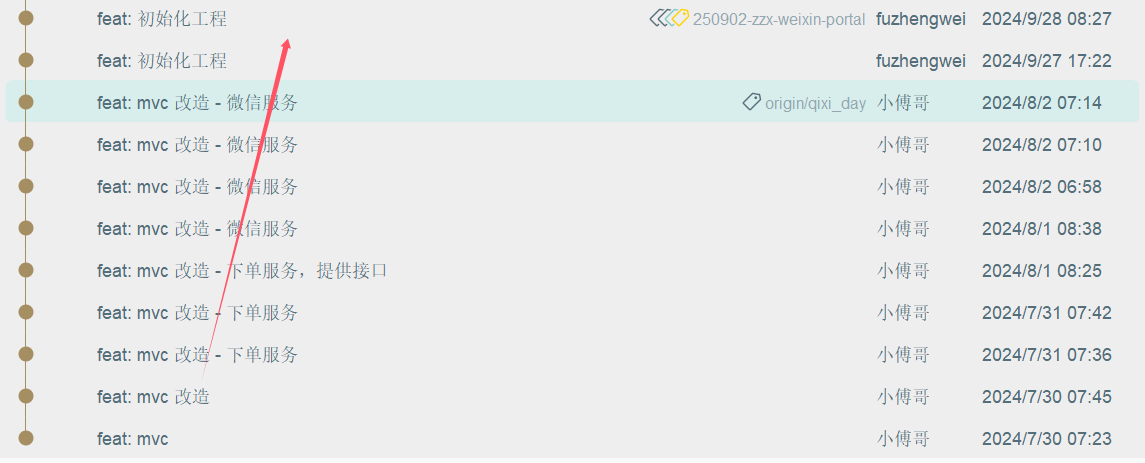 feat: 初始化工程 250902-zzx-weixin-portal fuzhengwei 2024/9/28 08:27
feat: 初始化工程 fuzhengwei 2024/9/27 17:22
feat: mvc 改造 - 微信服务 origin/qixi_day 小傅哥 2024/8/2 07:14
feat: mvc 改造 - 微信服务 小傅哥 2024/8/2 07:10
feat: mvc 改造 - 微信服务 小傅哥 2024/8/2 06:58
feat: mvc 改造 - 微信服务 小傅哥 2024/8/1 08:38
feat: mvc 改造 - 下单服务，提供接口 小傅哥 2024/8/1 08:25
feat: mvc 改造 - 下单服务 小傅哥 2024/7/31 07:42
feat: mvc 改造 - 下单服务 小傅哥 2024/7/31 07:36
feat: mvc 改造 小傅哥 2024/7/30 07:45
feat: mvc 小傅哥 2024/7/30 07:23